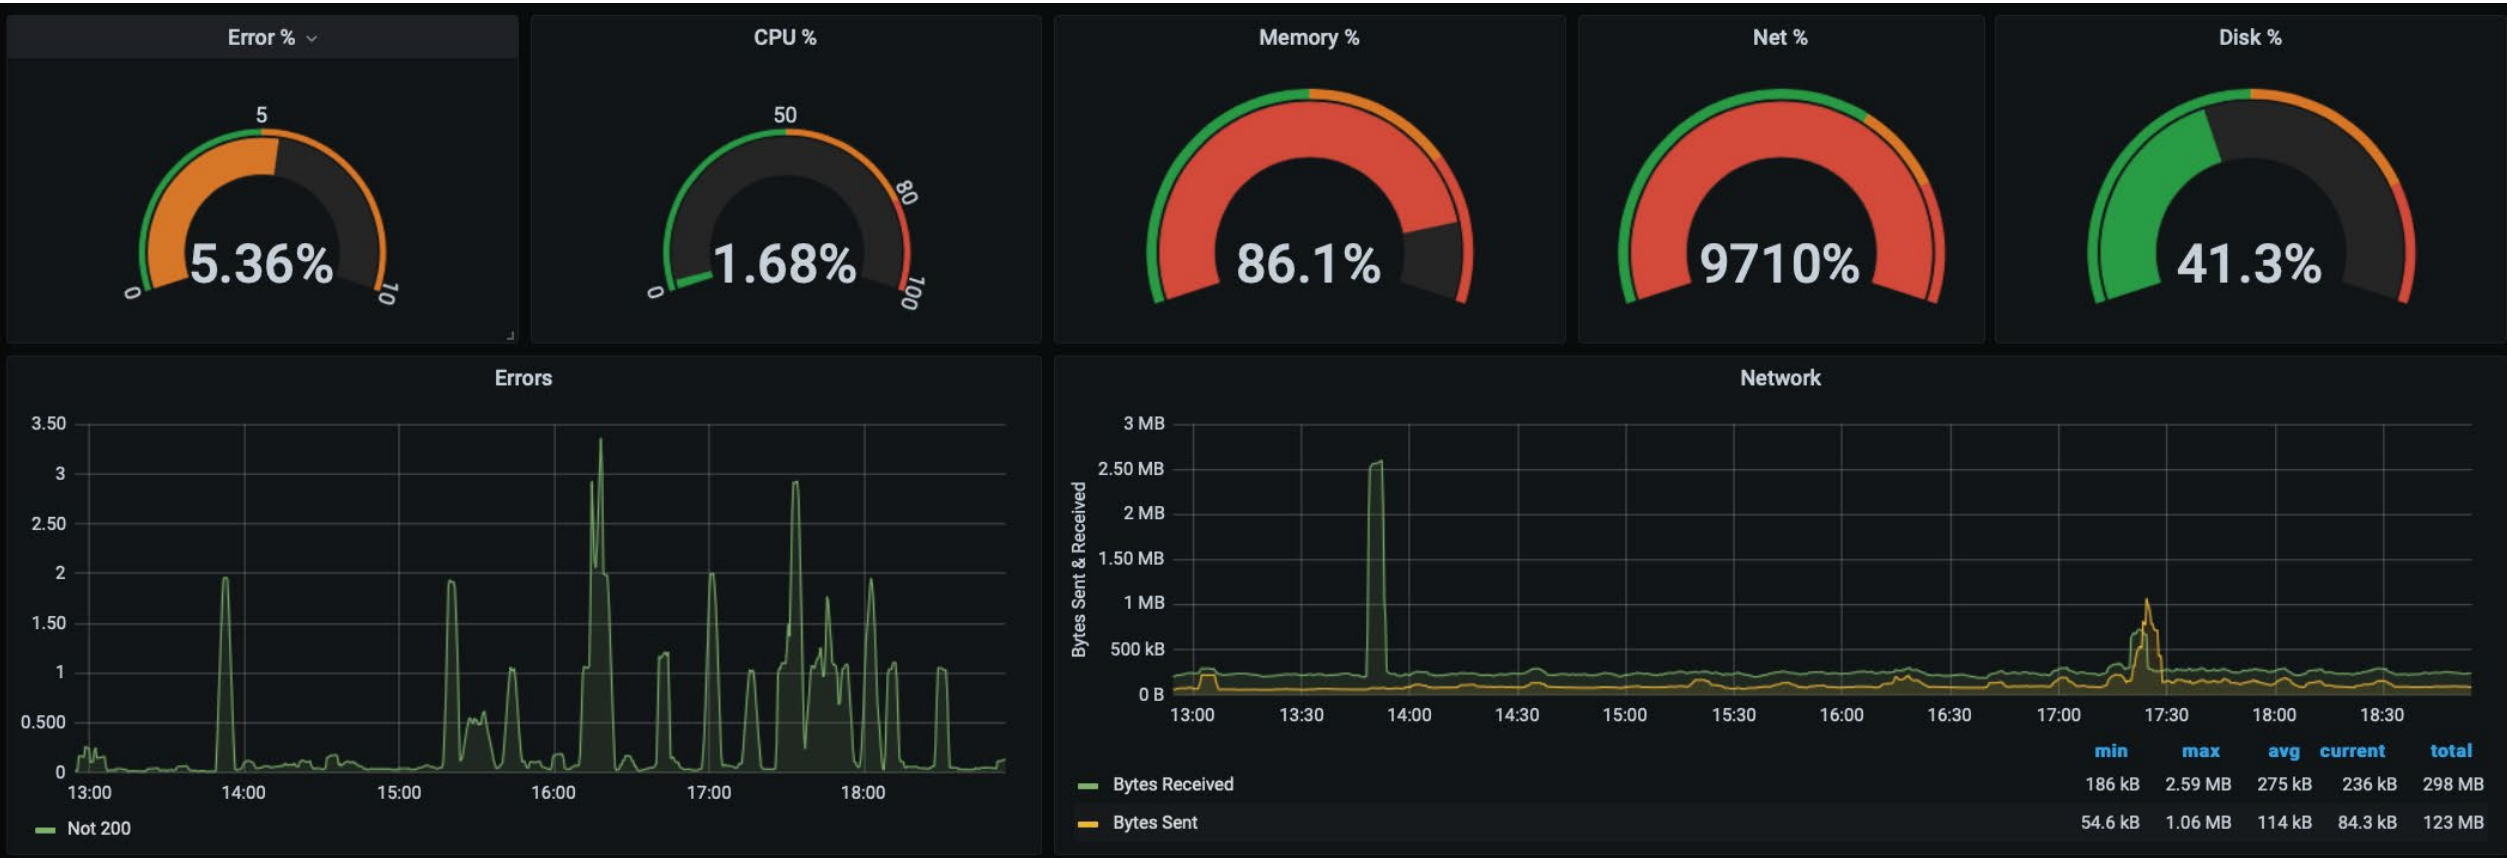 Error %
CPU %
Memory %
Net %
Disk %
5
0
10
5.36%
50
80
0
100
1.68%
86.1%
9710%
41.3%
Errors
3.50
3
2.50
2
1.50
1
0.500
0
13:00 14:00 15:00 16:00 17:00 18:00
Not 200
Network
Bytes Sent & Received
3 MB
2.50 MB
2 MB
1.50 MB
1 MB
500 kB
0 B
13:00 13:30 14:00 14:30 15:00 15:30 16:00 16:30 17:00 17:30 18:00 18:30
min max avg current total
Bytes Received 186 kB 2.59 MB 275 kB 236 kB 298 MB
Bytes Sent 54.6 kB 1.06 MB 114 kB 84.3 kB 123 MB